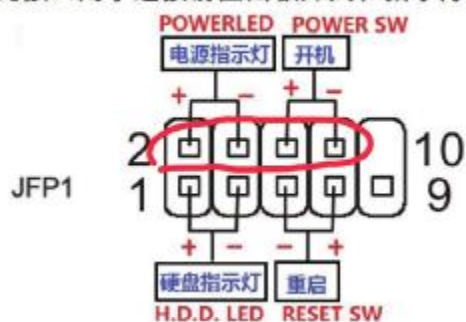 POWERLED POWER SW
电源指示灯 开机
+ - + -
2 10
JFP1 1 9
+ - - +
硬盘指示灯 重启
H.D.D. LED RESET SW